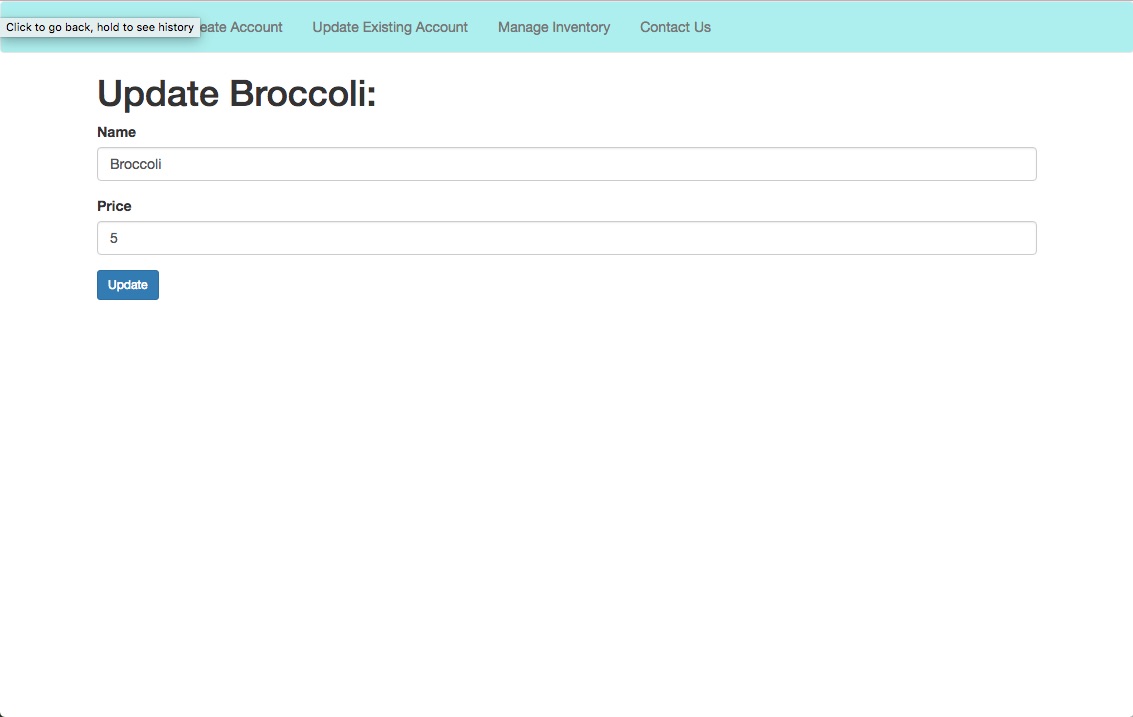 Click to go back, hold to see history eate Account Update Existing Account Manage Inventory Contact Us
Update Broccoli:
Name
Broccoli
Price
5
Update